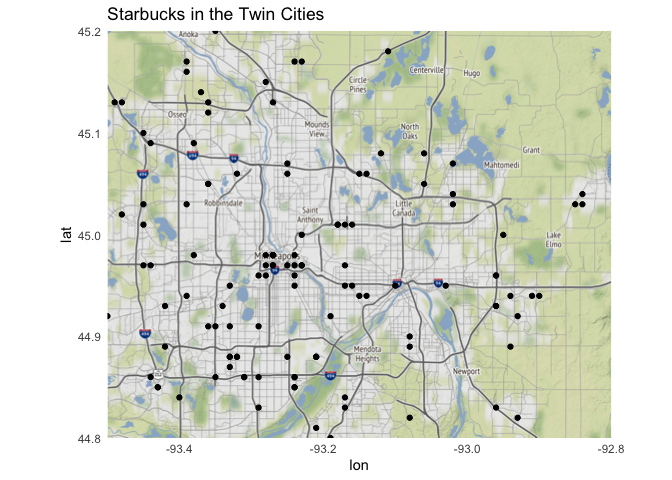 Starbucks in the Twin Cities
45.2
45.1
45.0
44.9
44.8
lat
Anoka
Circle
Pines
Centerville
Hugo
Osseo
Mounds
View
North
Oaks
Grant
Mahtomedi
Robbinsdale
Saint
Anthony
Little
Canada
Lake
Elmo
Mendota
Heights
Newport
-93.4
-93.2
-93.0
-92.8
lon